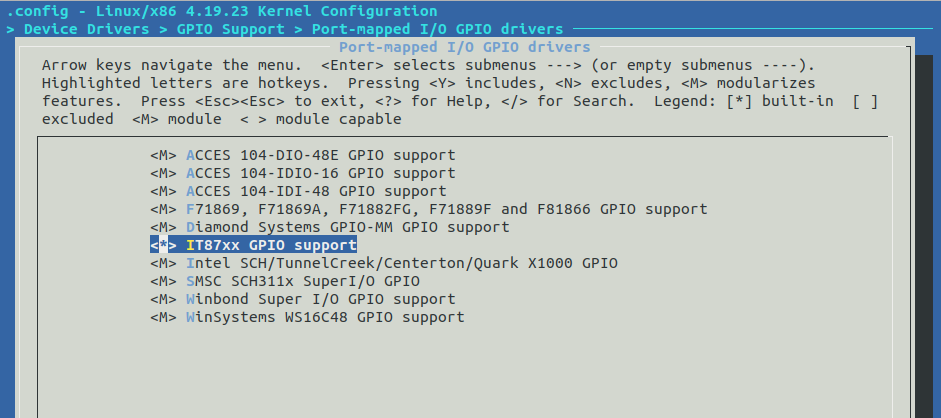 .config - Linux/x86 4.19.23 Kernel Configuration
> Device Drivers > GPIO Support > Port-mapped I/O GPIO drivers
Port-mapped I/O GPIO drivers
Arrow keys navigate the menu.  <Enter> selects submenus ---> (or empty submenus ----).
Highlighted letters are hotkeys.  Pressing <Y> includes, <N> excludes, <M> modularizes
features.  Press <Esc><Esc> to exit, <?> for Help, </> for Search.  Legend: [*] built-in  [ ]
excluded  <M> module  < > module capable
<M> ACCES 104-DIO-48E GPIO support
<M> ACCES 104-IDIO-16 GPIO support
<M> ACCES 104-IDI-48 GPIO support
<M> F71869, F71869A, F71882FG, F71889F and F81866 GPIO support
<M> Diamond Systems GPIO-MM GPIO support
<*> IT87xx GPIO support
<M> Intel SCH/TunnelCreek/Centerton/Quark X1000 GPIO
<M> SMSC SCH311x SuperI/O GPIO
<M> Winbond Super I/O GPIO support
<M> WinSystems WS16C48 GPIO support